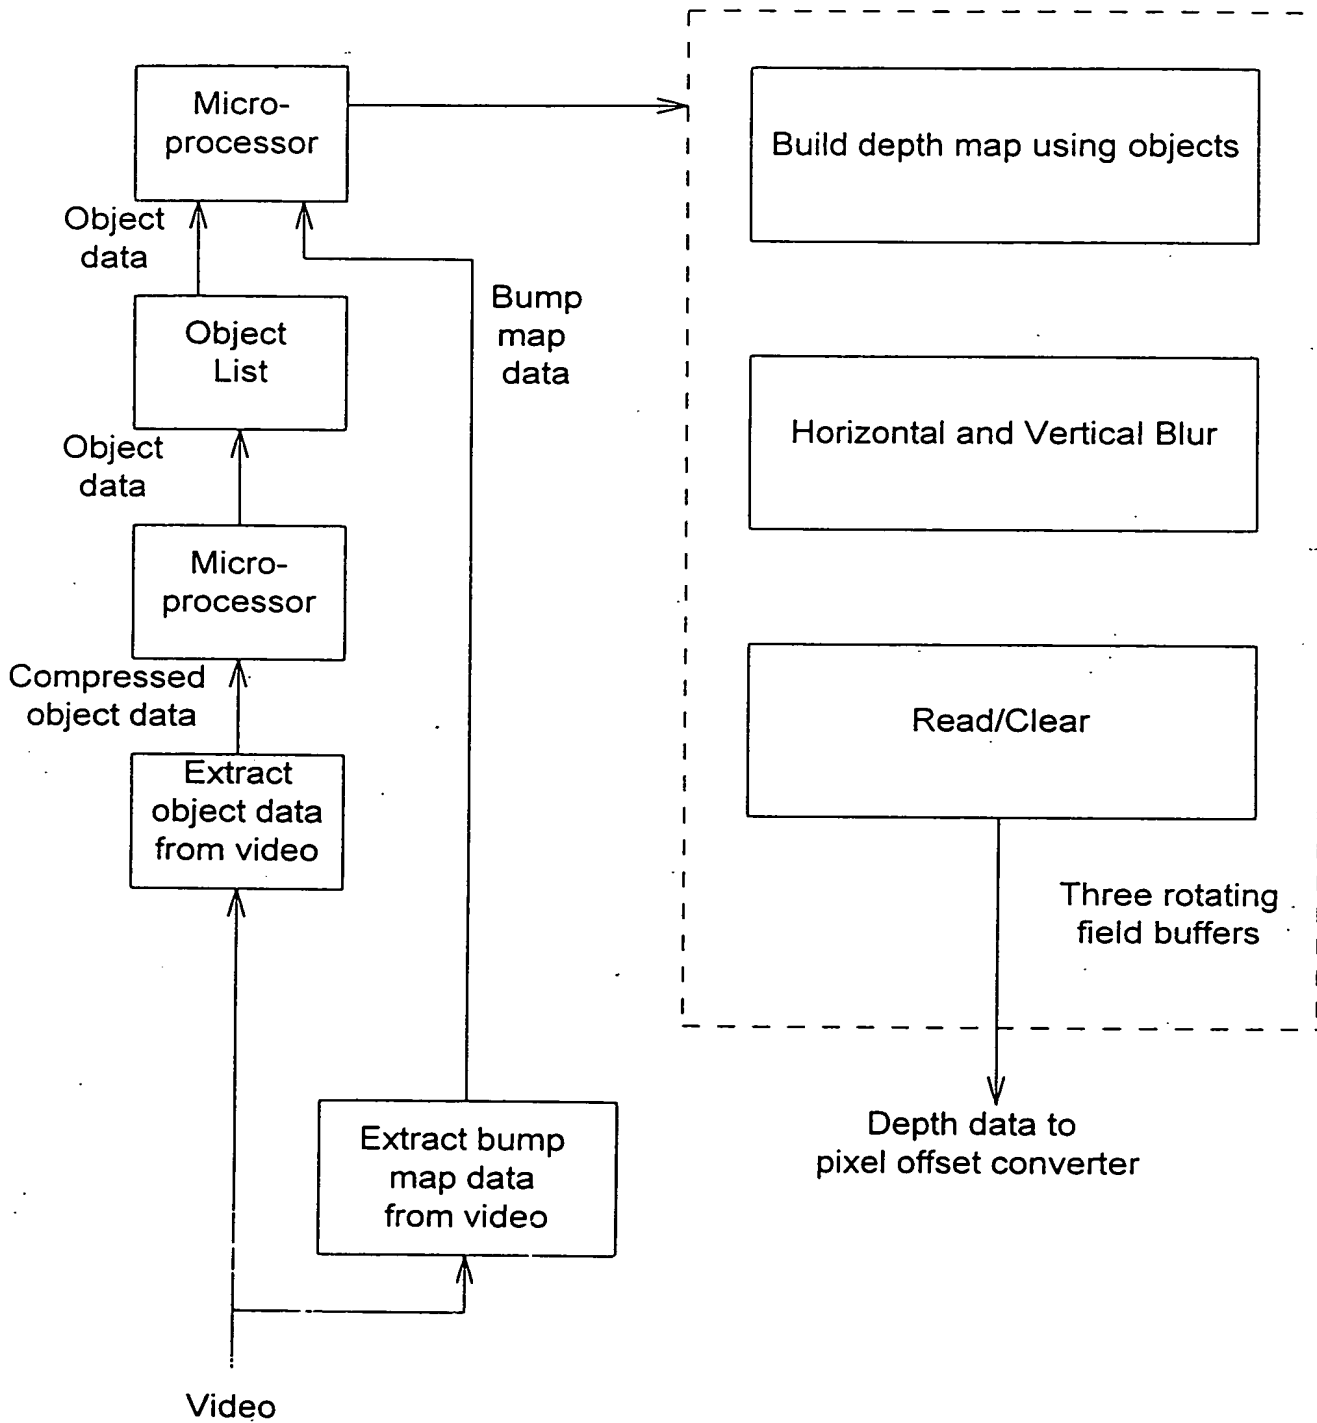 Micro-
processor
Build depth map using objects
Object
data
Bump
map
data
Object
List
Horizontal and Vertical Blur
Object
data
Micro-
processor
Compressed
object data
Read/Clear
Extract
object data
from video
Three rotating
field buffers
Extract bump
map data
from video
Depth data to
pixel offset converter
Video